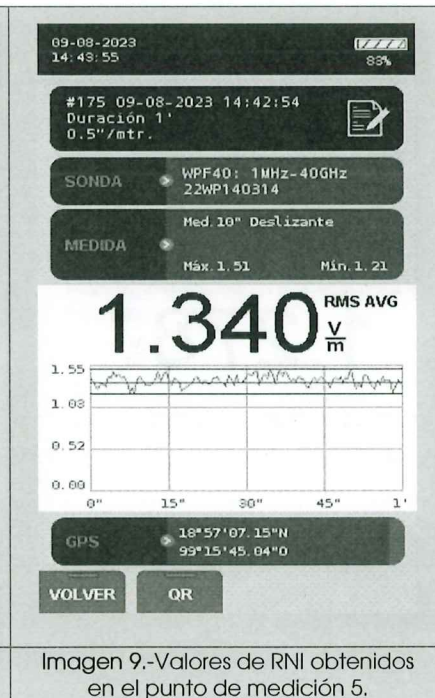 09-08-2023
14:43:55
83%
#175 09-08-2023 14:42:54
Duración 1'
0.5"/mtr.
SONDA
WPF40: 1MHz-40GHz
22WP140314
MEDIDA
Med.10" Deslizante
Máx.1.51 Mín.1.21
1.340 RMS AVG
V/m
1.55
1.03
0.52
0.00
0" 15" 30" 45" 1'
GPS
18°57'07.15"N
99°15'45.04"O
VOLVER QR
Imagen 9.-Valores de RNI obtenidos
en el punto de medición 5.